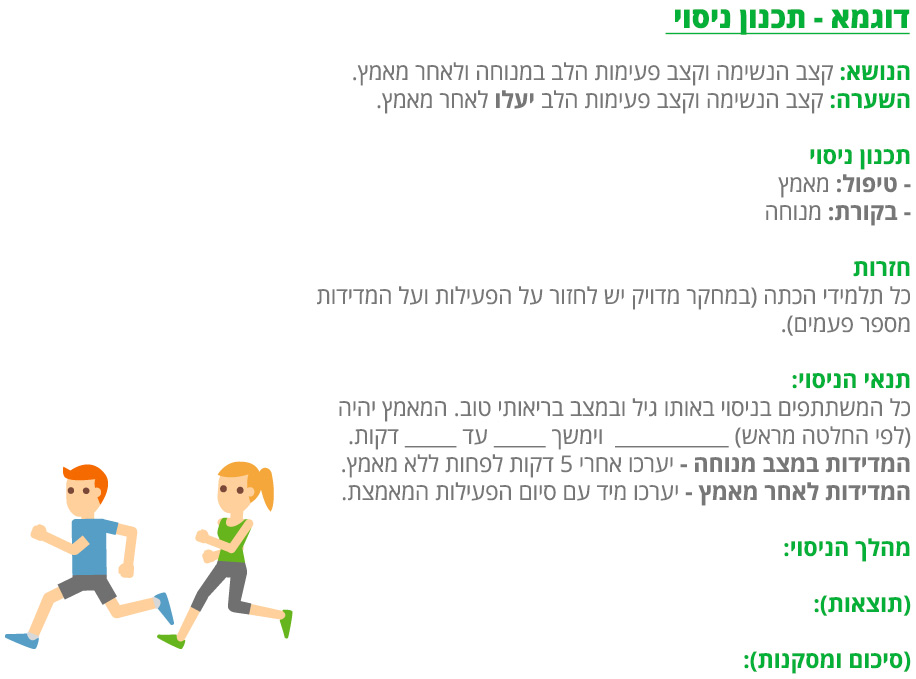 דוגמא - תכנון ניסוי
הנושא: קצב הנשימה וקצב פעימות הלב במנוחה ולאחר מאמץ.
השערה: קצב הנשימה וקצב פעימות הלב יעלו לאחר מאמץ.
תכנון ניסוי
- טיפול: מאמץ
- בקורת: מנוחה
חזרות
כל תלמידי הכתה (במחקר מדויק יש לחזור על הפעילות ועל המדידות
מספר פעמים).
תנאי הניסוי:
כל המשתתפים בניסוי באותו גיל ובמצב בריאותי טוב. המאמץ יהיה
(לפי החלטה מראש) ___________ וימשך _____ עד _____ דקות.
המדידות במצב מנוחה - יערכו אחרי 5 דקות לפחות ללא מאמץ.
המדידות לאחר מאמץ - יערכו מיד עם סיום הפעילות המאמצת.
מהלך הניסוי:
(תוצאות):
(סיכום ומסקנות):